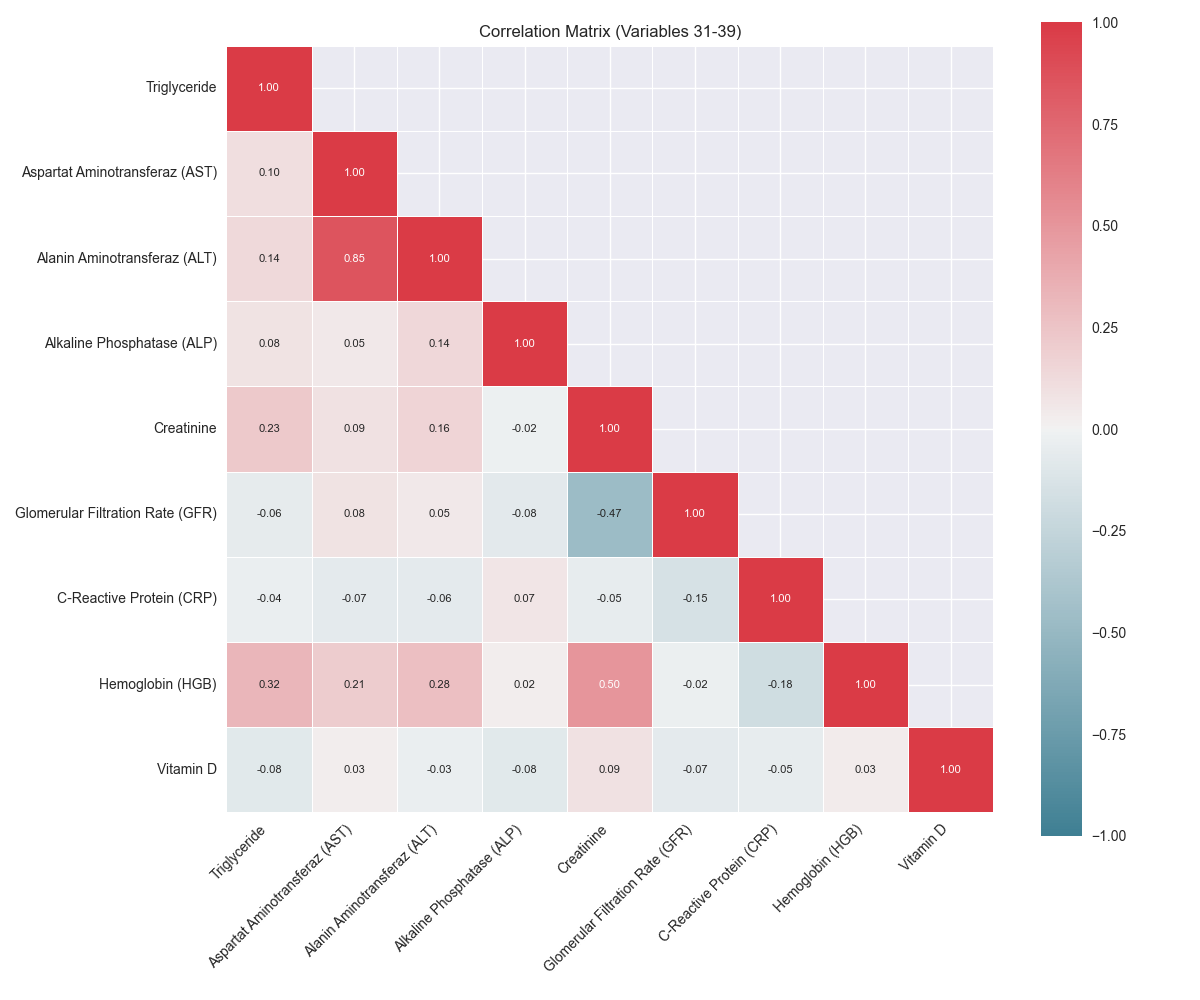 Correlation Matrix (Variables 31-39)
Triglyceride 1.00
Aspartat Aminotransferaz (AST) 0.10 1.00
Alanin Aminotransferaz (ALT) 0.14 0.85 1.00
Alkaline Phosphatase (ALP) 0.08 0.05 0.14 1.00
Creatinine 0.23 0.09 0.16 -0.02 1.00
Glomerular Filtration Rate (GFR) -0.06 0.08 0.05 -0.08 -0.47 1.00
C-Reactive Protein (CRP) -0.04 -0.07 -0.06 0.07 -0.05 -0.15 1.00
Hemoglobin (HGB) 0.32 0.21 0.28 0.02 0.50 -0.02 -0.18 1.00
Vitamin D -0.08 0.03 -0.03 -0.08 0.09 -0.07 -0.05 0.03 1.00
Triglyceride
Aspartat Aminotransferaz (AST)
Alanin Aminotransferaz (ALT)
Alkaline Phosphatase (ALP)
Creatinine
Glomerular Filtration Rate (GFR)
C-Reactive Protein (CRP)
Hemoglobin (HGB)
Vitamin D
1.00
0.75
0.50
0.25
0.00
−0.25
−0.50
−0.75
−1.00